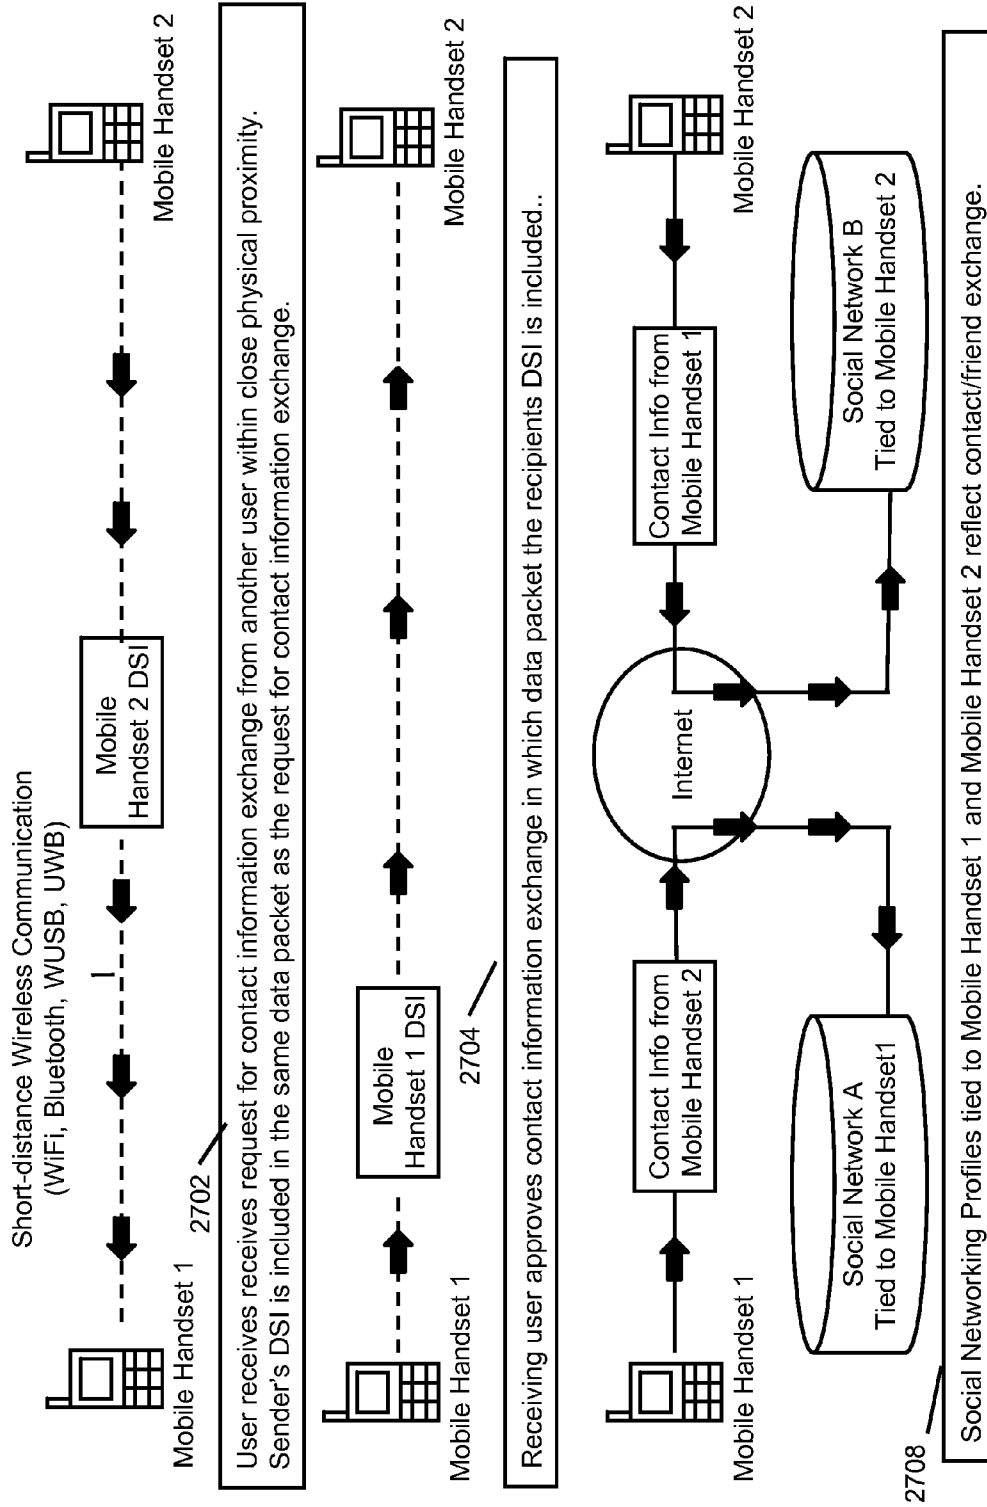 Short-distance Wireless Communication
(WiFi, Bluetooth, WUSB, UWB)
Mobile
Handset 2 DSI
Mobile Handset 1
Mobile Handset 2
2702
User receives receives request for contact information exchange from another user within close physical proximity.
Sender's DSI is included in the same data packet as the request for contact information exchange.
Mobile
Handset 1 DSI
Mobile Handset 1
Mobile Handset 2
2704
Receiving user approves contact information exchange in which data packet the recipients DSI is included..
Contact Info from
Mobile Handset 2
Internet
Contact Info from
Mobile Handset 1
Mobile Handset 1
Mobile Handset 2
Social Network A
Tied to Mobile Handset1
Social Network B
Tied to Mobile Handset 2
2708
Social Networking Profiles tied to Mobile Handset 1 and Mobile Handset 2 reflect contact/friend exchange.